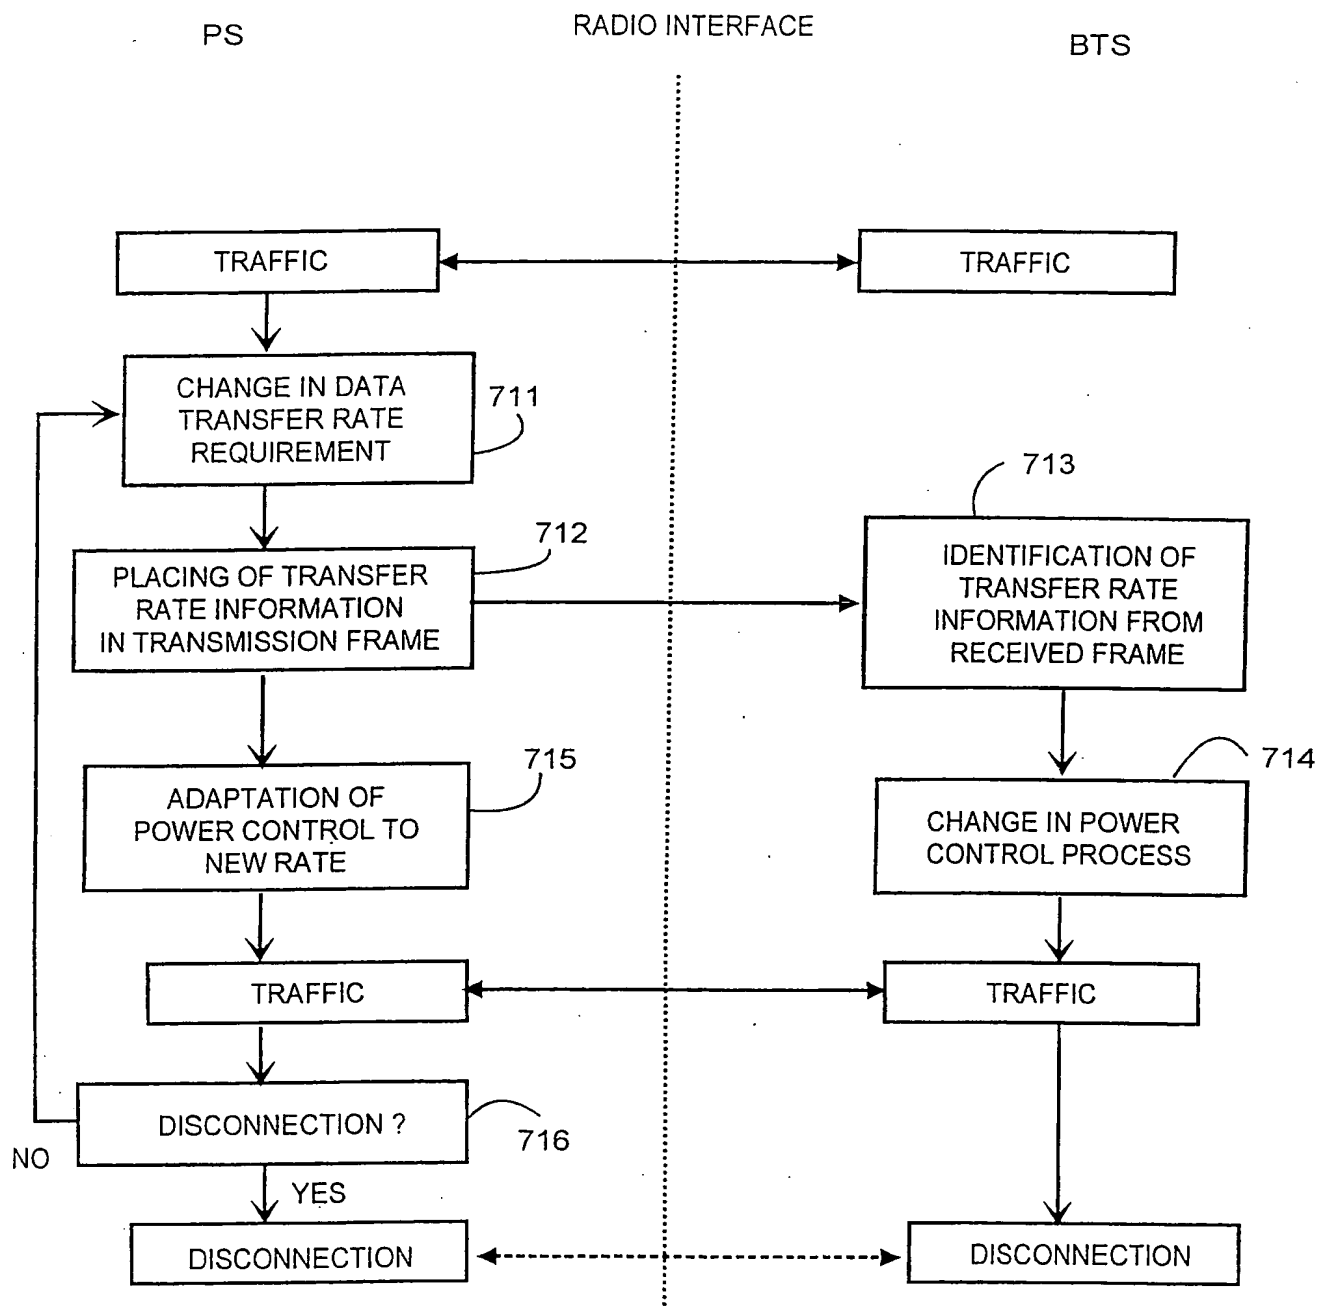 PS
RADIO INTERFACE
BTS
TRAFFIC
TRAFFIC
CHANGE IN DATA
TRANSFER RATE
REQUIREMENT
711
712
PLACING OF TRANSFER
RATE INFORMATION
IN TRANSMISSION FRAME
713
IDENTIFICATION OF
TRANSFER RATE
INFORMATION FROM
RECEIVED FRAME
715
ADAPTATION OF
POWER CONTROL TO
NEW RATE
714
CHANGE IN POWER
CONTROL PROCESS
TRAFFIC
TRAFFIC
DISCONNECTION ?
716
NO
YES
DISCONNECTION
DISCONNECTION